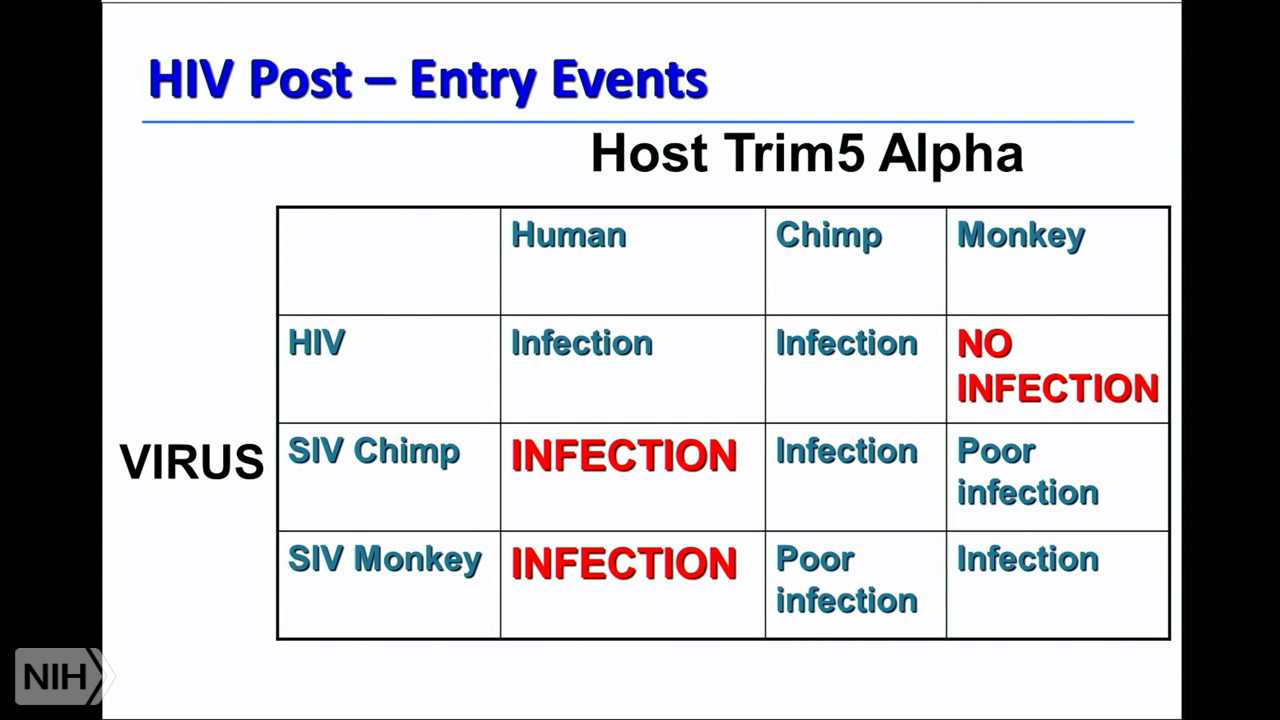 HIV Post – Entry Events
Host Trim5 Alpha
Human Chimp Monkey
HIV Infection Infection NO
INFECTION
VIRUS
SIV Chimp INFECTION Infection Poor
infection
SIV Monkey INFECTION Poor
infection Infection
NIH